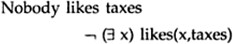 Nobody likes taxes
¬ (∃ x) likes(x,taxes)